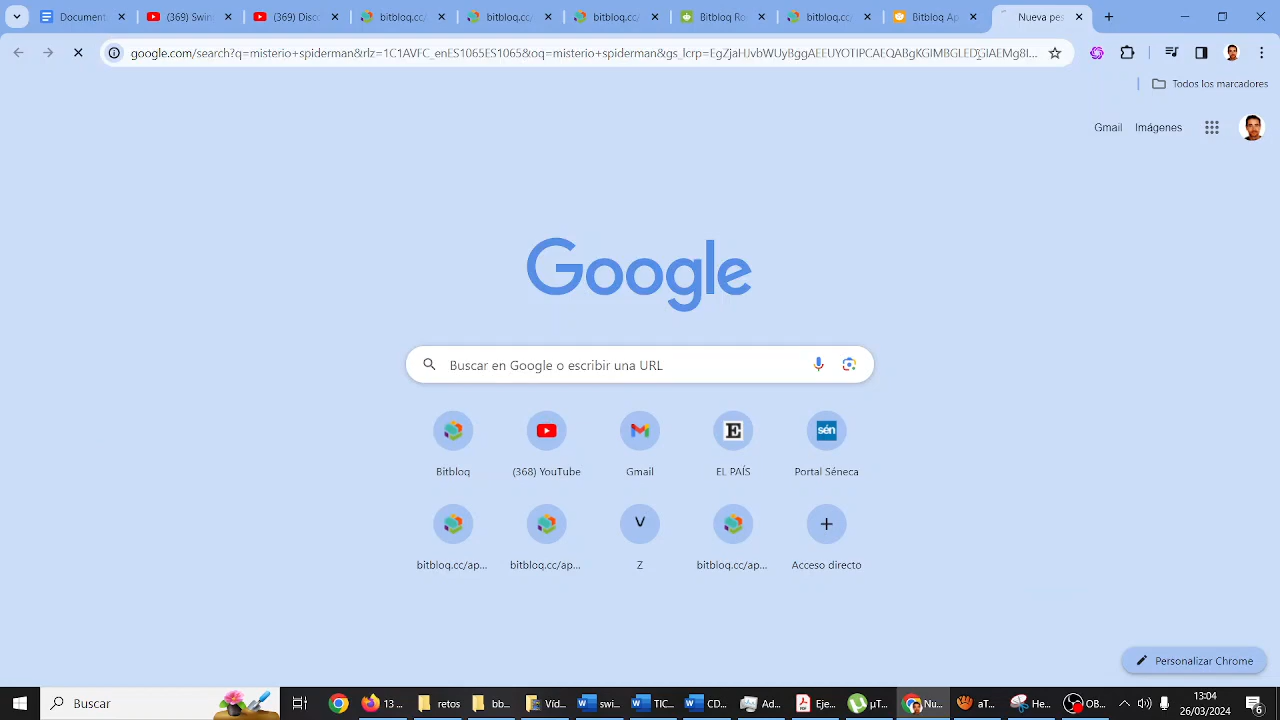 Document
(369) Swin
(369) Disc
bitbloq.cc/
bitbloq.cc/
bitbloq.cc/
Bitbloq Ro
bitbloq.cc/
Bitbloq Ap
Nueva pes
google.com/search?q=misterio+spiderman&rlz=1C1AVFC_enES1065ES1065&oq=misterio+spiderman&gs_lcrp=EgZjaHJvbWUyBggAEEUYOTIPCAEQABgKGIMBGLEDGIAEMg8I...
Todos los marcadores
Gmail
Imágenes
Google
Buscar en Google o escribir una URL
Bitbloq
(368) YouTube
Gmail
EL PAÍS
Portal Séneca
bitbloq.cc/ap...
bitbloq.cc/ap...
Z
bitbloq.cc/ap...
Acceso directo
E
sén
V
Personalizar Chrome
Buscar
13 ...
reto
bb...
Vid...
swi...
TIC...
CD...
Adj...
Eje...
µT...
Nu...
aT...
H...
OB...
13:04
26/03/2024